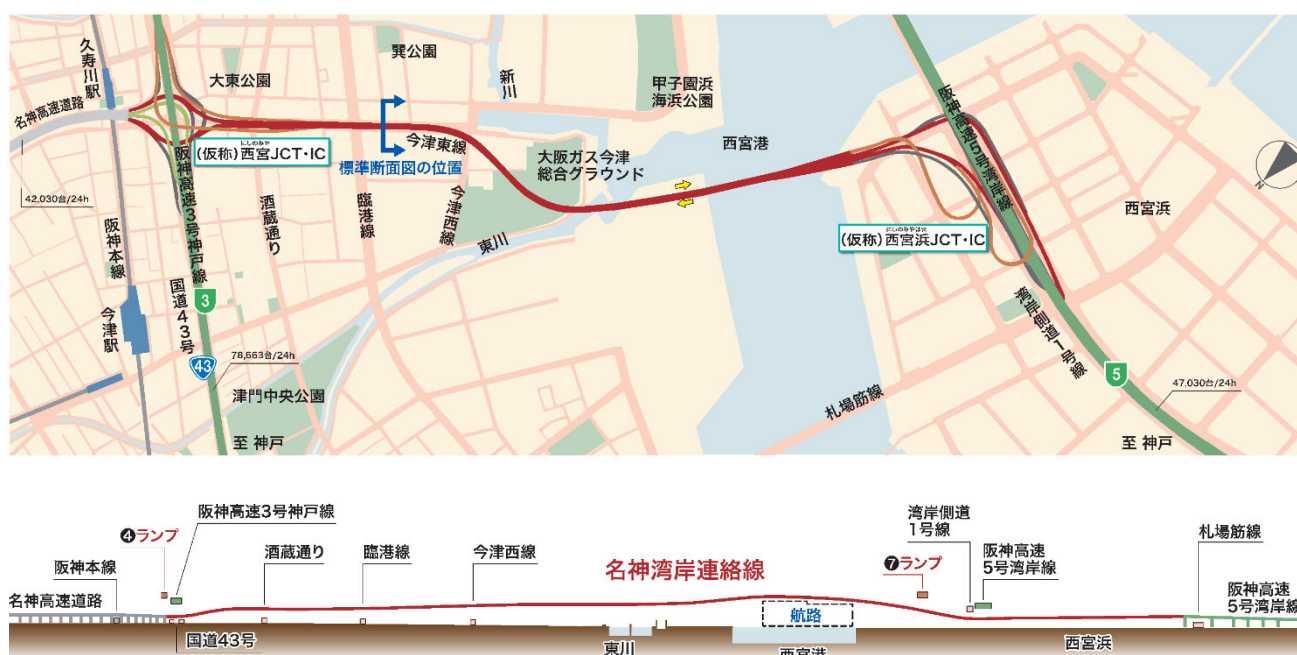 久寿川駅
名神高速道路
42,030台/24h
阪神本線
今津駅
大東公園
巽公園
新川
甲子園浜
海浜公園
にしのみや
(仮称)西宮JCT・IC
阪神高速3号神戸線
3
国道43号
43
78,663台/24h
酒蔵通り
臨港線
標準断面図の位置
今津東線
今津西線
大阪ガス今津
総合グラウンド
東川
津門中央公園
至 神戸
西宮港
阪神高速5号湾岸線
西宮浜
(仮称)西宮浜JCT・IC
湾岸側道1号線
5
47,030台/24h
札場筋線
至 神戸
N
❹ランプ
阪神高速3号神戸線
阪神本線
名神高速道路
国道43号
酒蔵通り
臨港線
今津西線
名神湾岸連絡線
東川
航路
西宮港
❼ランプ
湾岸側道
1号線
阪神高速
5号湾岸線
西宮浜
札場筋線
阪神高速
5号湾岸線